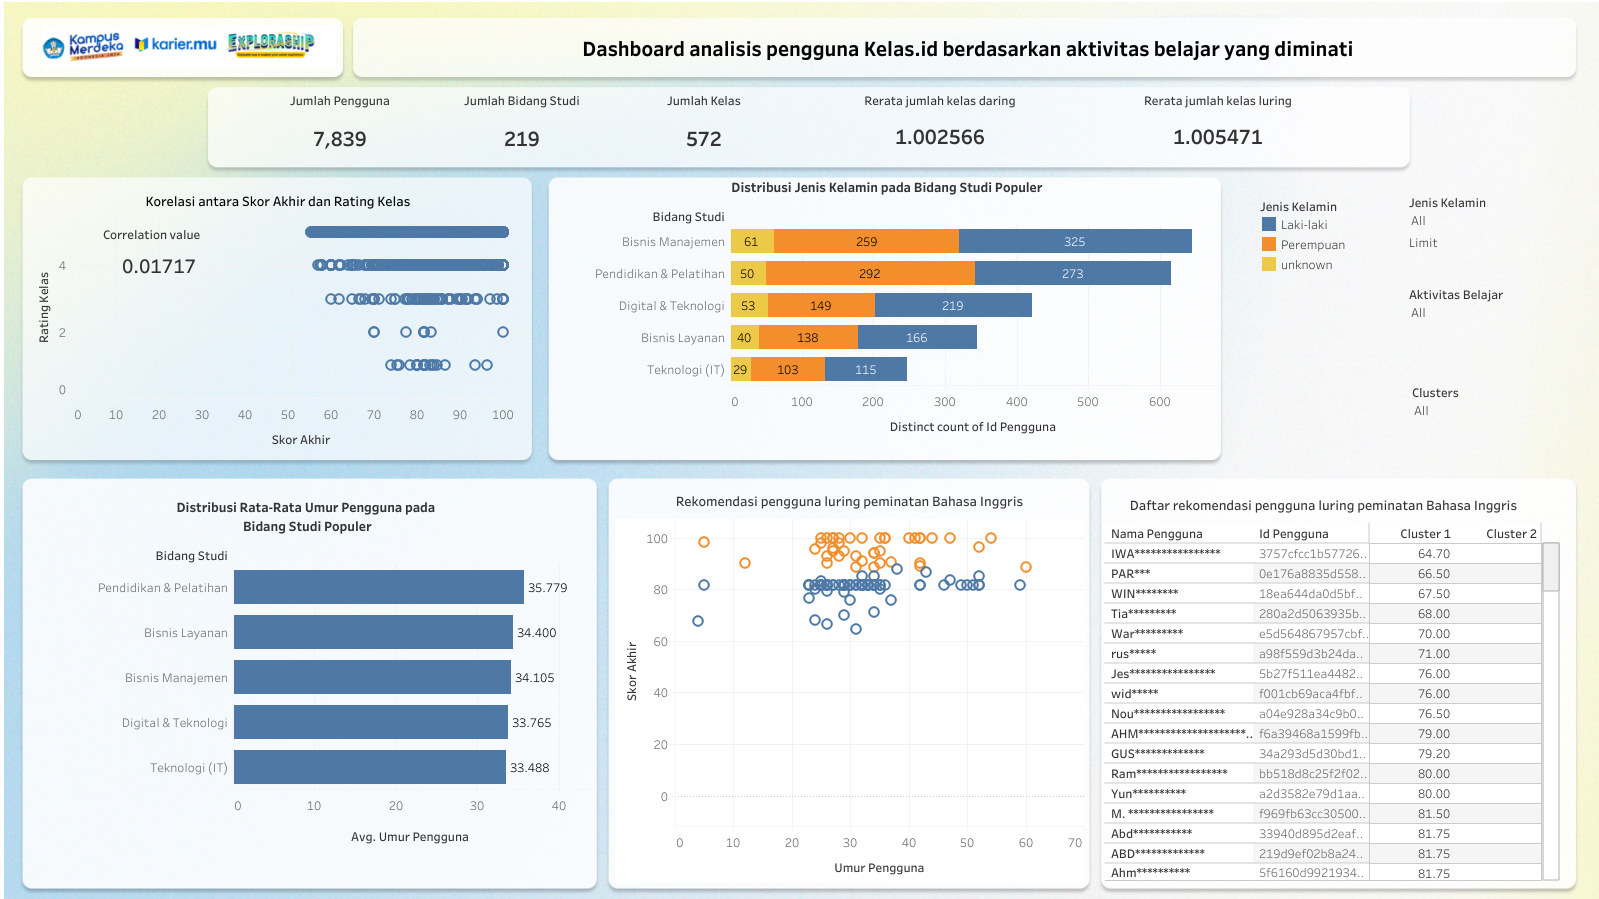 Kampus
Merdeka
INDONESIA JAYA
karier.mu
EXPLORASHIP
Dashboard analisis pengguna Kelas.id berdasarkan aktivitas belajar yang diminati
Jumlah Pengguna
7,839
Jumlah Bidang Studi
219
Jumlah Kelas
572
Rerata jumlah kelas daring
1.002566
Rerata jumlah kelas luring
1.005471
Korelasi antara Skor Akhir dan Rating Kelas
Correlation value
0.01717
Rating Kelas
4
2
0
0 10 20 30 40 50 60 70 80 90 100
Skor Akhir
Distribusi Jenis Kelamin pada Bidang Studi Populer
Bidang Studi
Bisnis Manajemen 61 259 325
Pendidikan & Pelatihan 50 292 273
Digital & Teknologi 53 149 219
Bisnis Layanan 40 138 166
Teknologi (IT) 29 103 115
0 100 200 300 400 500 600
Distinct count of Id Pengguna
Jenis Kelamin
Laki-laki
Perempuan
unknown
Jenis Kelamin
All
Limit
Aktivitas Belajar
All
Clusters
All
Distribusi Rata-Rata Umur Pengguna pada
Bidang Studi Populer
Bidang Studi
Pendidikan & Pelatihan 35.779
Bisnis Layanan 34.400
Bisnis Manajemen 34.105
Digital & Teknologi 33.765
Teknologi (IT) 33.488
0 10 20 30 40
Avg. Umur Pengguna
Rekomendasi pengguna luring peminatan Bahasa Inggris
Skor Akhir
100
80
60
40
20
0
0 10 20 30 40 50 60 70
Umur Pengguna
Daftar rekomendasi pengguna luring peminatan Bahasa Inggris
Nama Pengguna Id Pengguna Cluster 1 Cluster 2
IWA**************** 3757cfcc1b57726.. 64.70
PAR*** 0e176a8835d558.. 66.50
WIN******** 18ea644da0d5bf.. 67.50
Tia********* 280a2d5063935b.. 68.00
War********* e5d564867957cbf.. 70.00
rus***** a98f559d3b24da.. 71.00
Jes**************** 5b27f511ea4482.. 76.00
wid***** f001cb69aca4fbf.. 76.00
Nou***************** a04e928a34c9b0.. 76.50
AHM********************.. f6a39468a1599fb.. 79.00
GUS************* 34a293d5d30bd1.. 79.20
Ram***************** bb518d8c25f2f02.. 80.00
Yun********** a2d3582e79d1aa.. 80.00
M. **************** f969fb63cc30500.. 81.50
Abd*********** 33940d895d2eaf.. 81.75
ABD************* 219d9ef02b8a24.. 81.75
Ahm********** 5f6160d9921934.. 81.75